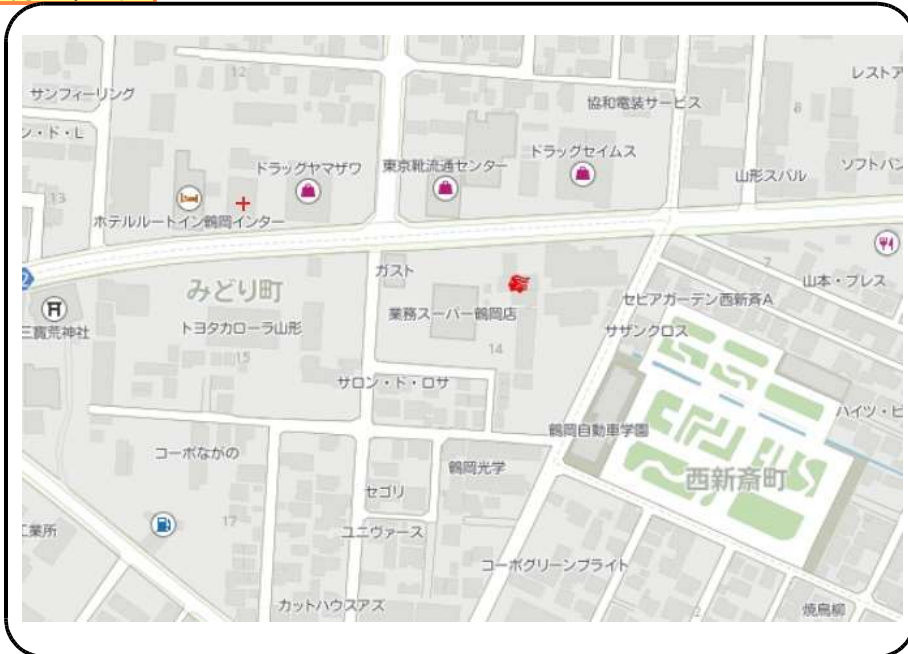 12
レストア
サンフィーリング
協和電装サービス
6
ン・ド・L
ドラッグヤマザワ
東京靴流通センター
ドラッグセイムス
山形スバル
ソフトバン
13
ホテルルートイン鶴岡インター
ガスト
7
みどり町
セピアガーデン西新斎A
山本・プレス
業務スーパー鶴岡店
三寳荒神社
トヨタカローラ山形
サザンクロス
15
14
サロン・ド・ロサ
ハイツ・ヒ
鶴岡自動車学園
コーポながの
鶴岡光学
西新斎町
セゴリ
17
工業所
ユニヴァース
コーポグリーンブライト
カットハウスアズ
2
焼鳥柳